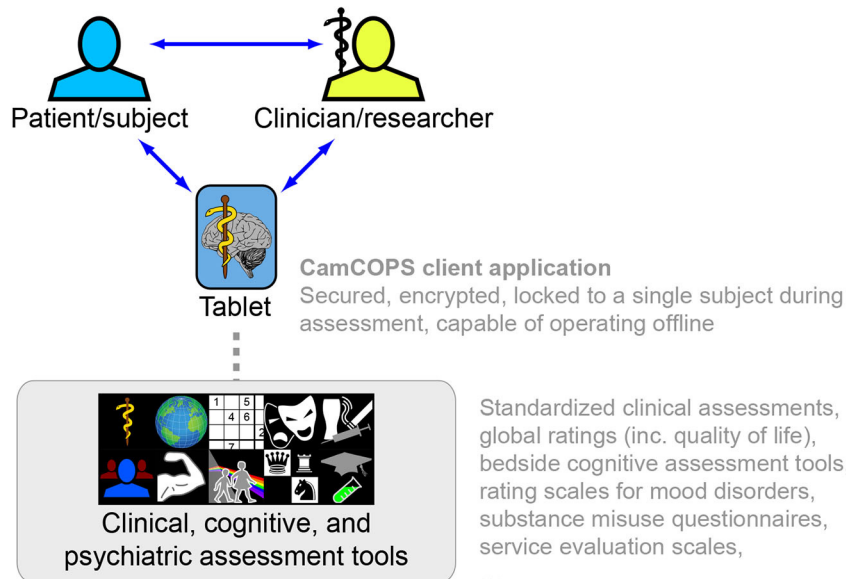 Patient/subject
Clinician/researcher
Tablet
CamCOPS client application
Secured, encrypted, locked to a single subject during
assessment, capable of operating offline
1 5
4 6
2
7
Clinical, cognitive, and
psychiatric assessment tools
Standardized clinical assessments,
global ratings (inc. quality of life),
bedside cognitive assessment tools
rating scales for mood disorders,
substance misuse questionnaires,
service evaluation scales,